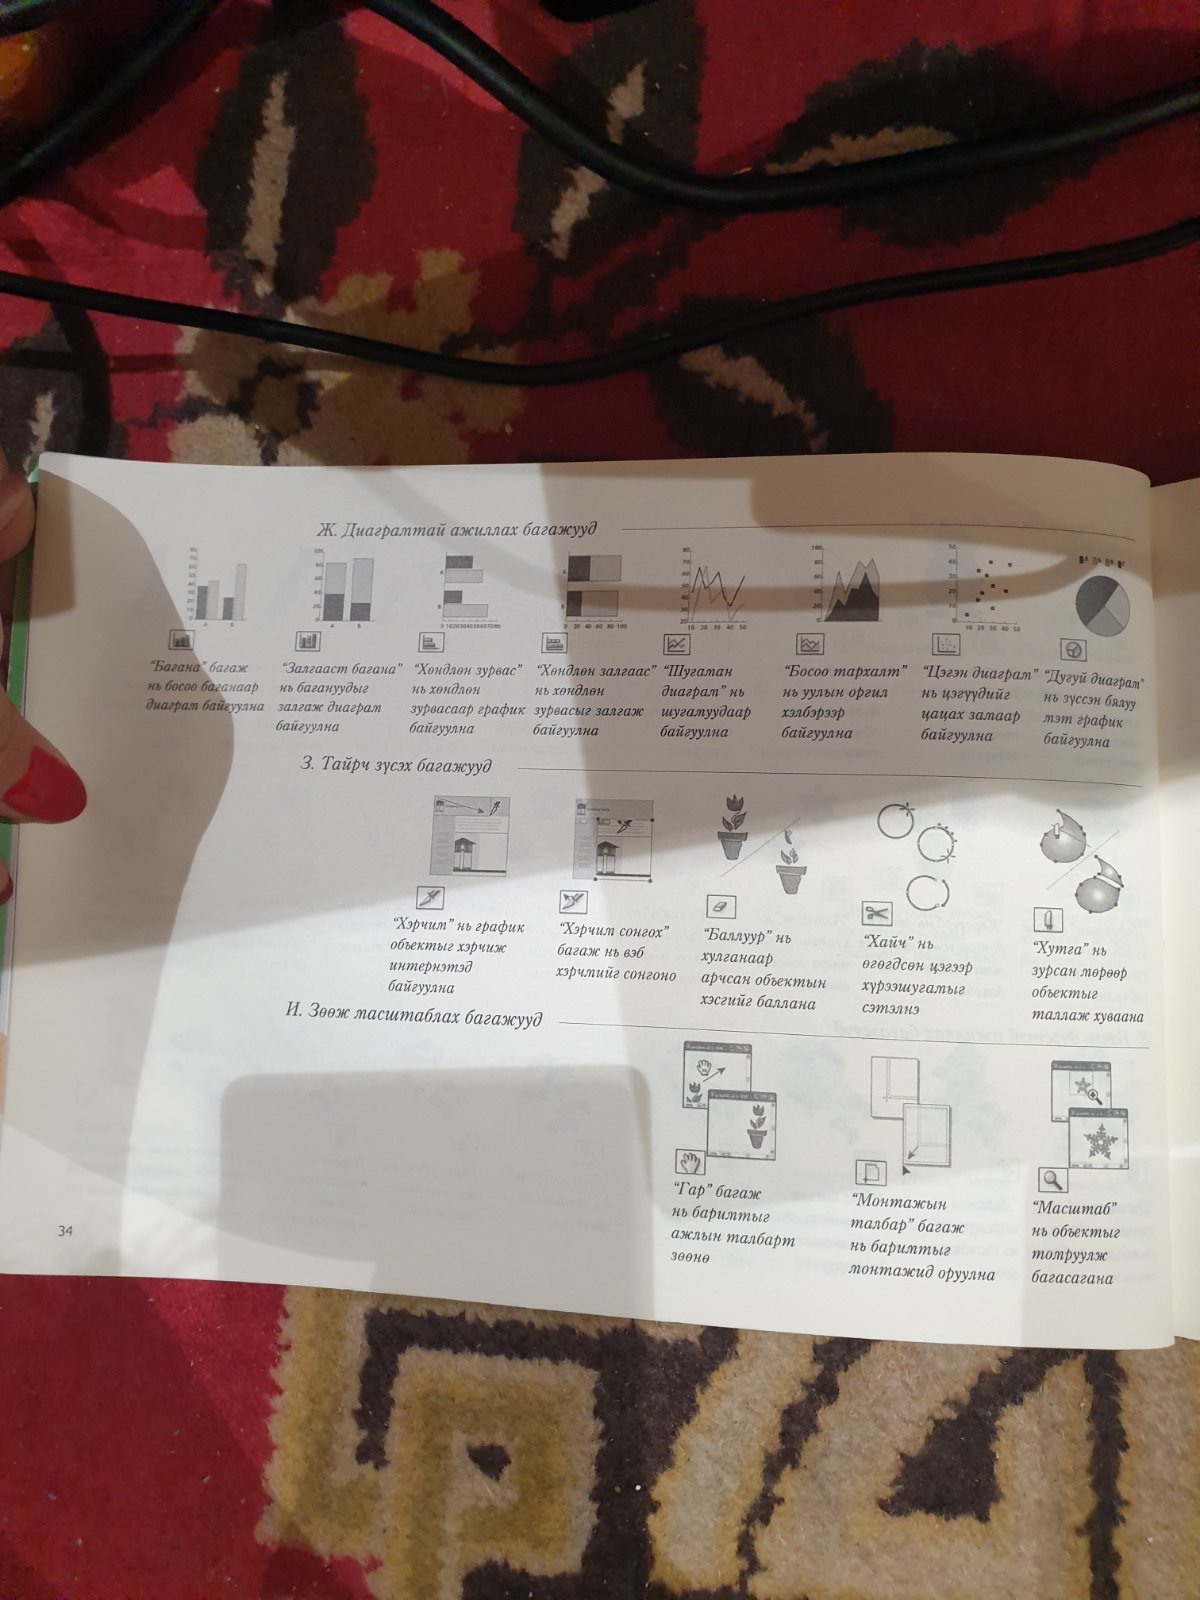 Ж. Диаграмтай ажиллах багажууд
"Багана" багаж
нь босоо баганаар
диаграм байгуулна
"Залгааст багана"
нь багануудыг
залгаж диаграм
байгуулна
"Хөндлөн зурвас"
нь хөндлөн
зурвасаар график
байгуулна
"Хөндлөн залгаас"
нь хөндлөн
зурвасыг залгаж
байгуулна
"Шугаман
диаграм" нь
шугамуудаар
байгуулна
"Босоо тархалт"
нь уулын оргил
хэлбэрээр
байгуулна
"Цэгэн диаграм"
нь цэгүүдийг
цацах замаар
байгуулна
"Дугуй диаграм"
нь зүссэн бялуу
мэт график
байгуулна
З. Тайрч зүсэх багажууд
"Хэрчим" нь график
объектыг хэрчиж
интернэтэд
байгуулна
"Хэрчим сонгох"
багаж нь вэб
хэрчмийг сонгоно
"Баллуур" нь
хулганаар
арчсан объектын
хэсгийг баллана
"Хайч" нь
өгөгдсөн цэгээр
хүрээшугамыг
сэтэлнэ
"Хутга" нь
зурсан мөрөөр
объектыг
таллаж хуваана
И. Зөөж масштаблах багажууд
"Гар" багаж
нь баримтыг
ажлын талбарт
зөөнө
"Монтажын
талбар" багаж
нь баримтыг
монтажид оруулна
"Масштаб"
нь объектыг
томруулж
багасгана
34